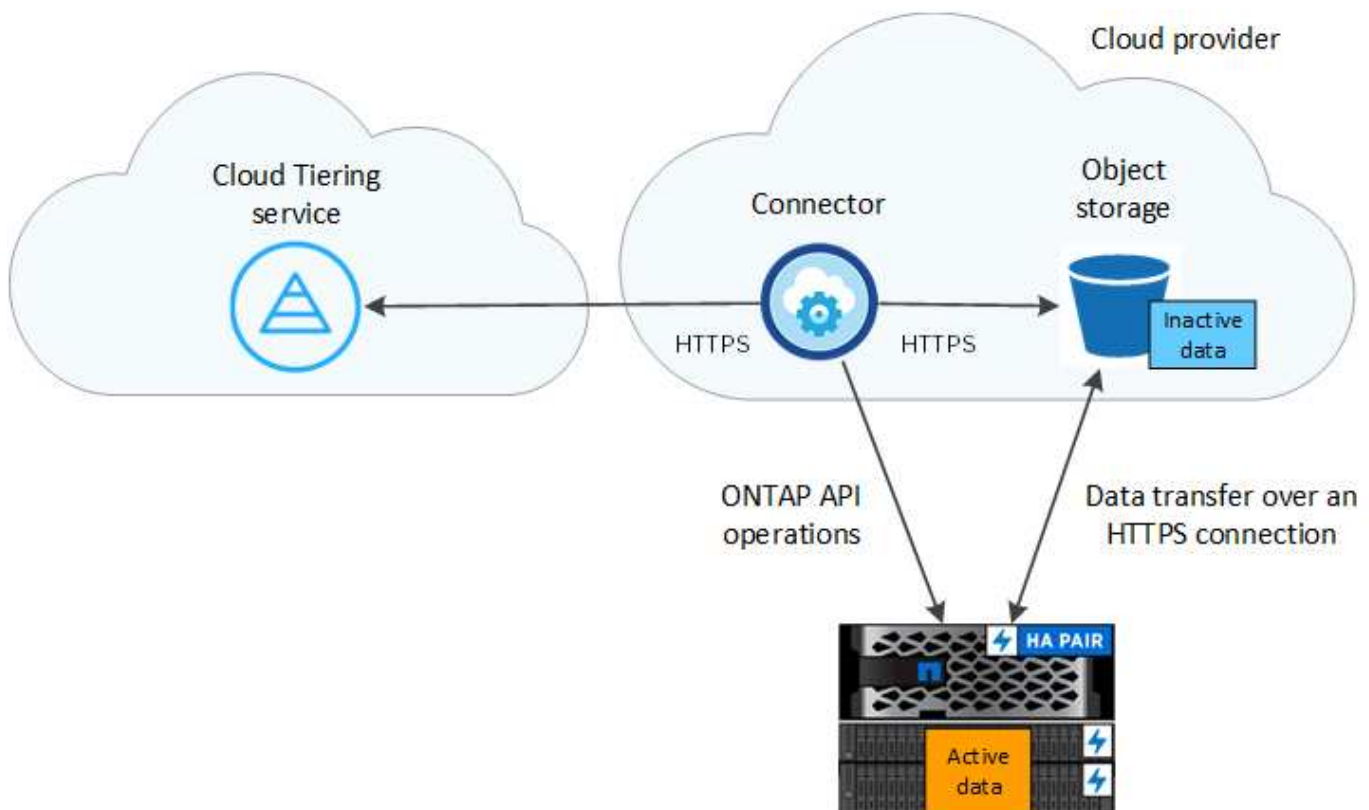 Cloud provider
Cloud Tiering
service
Connector
Object
storage
HTTPS
HTTPS
Inactive
data
ONTAP API
operations
Data transfer over an
HTTPS connection
HA PAIR
Active
data